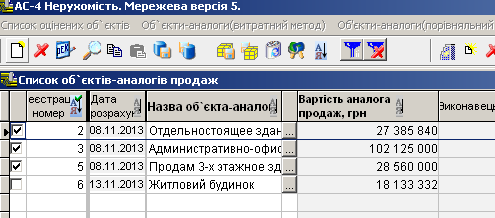 АС-4 Нерухомість. Мережева версія 5.
Список оцінених об`єктів Об`єкти-аналоги(витратний метод) Об'єкти-аналоги(порівняльний
Список об`єктів-аналогів продаж
еєстрац номер Дата розрахун Назва об`єкта-аналог Вартість аналога продаж, грн Виконавець
2 08.11.2013 Отдельностоящее здан ... 27 385 840
3 08.11.2013 Административно-офис ... 102 125 000
5 08.11.2013 Продам 3-х этажное зд ... 28 560 000
6 13.11.2013 Житловий будинок ... 18 133 332